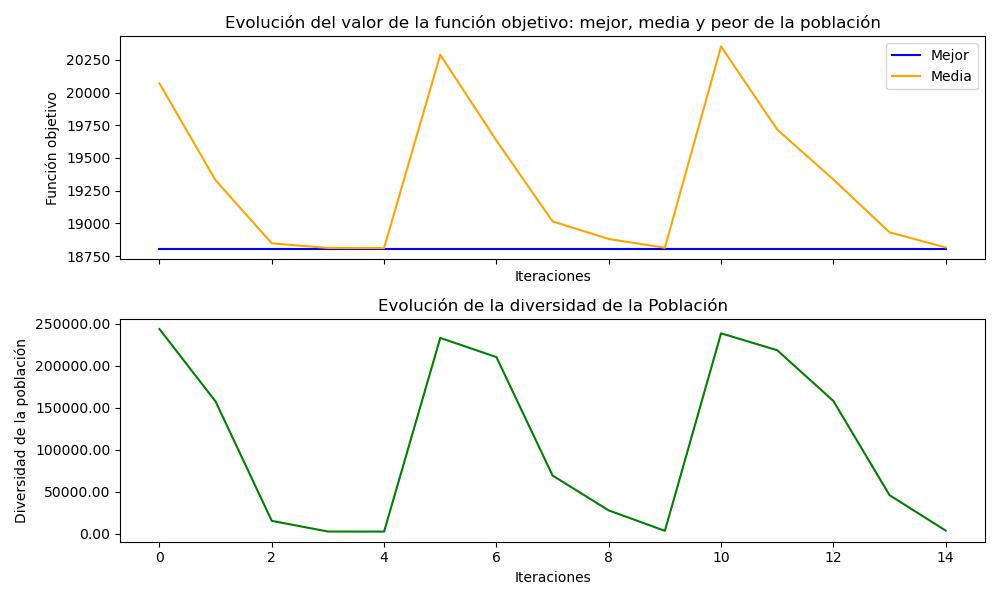 Evolución del valor de la función objetivo: mejor, media y peor de la población
Función objetivo
20250
20000
19750
19500
19250
19000
18750
Mejor
Media
Iteraciones
Evolución de la diversidad de la Población
Diversidad de la población
250000.00
200000.00
150000.00
100000.00
50000.00
0.00
0 2 4 6 8 10 12 14
Iteraciones